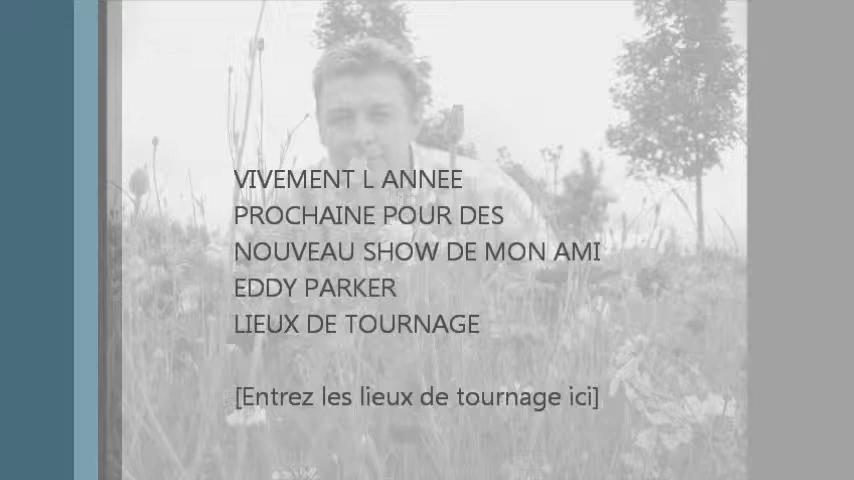 VIVEMENT L ANNEE
PROCHAINE POUR DES
NOUVEAU SHOW DE MON AMI
EDDY PARKER
LIEUX DE TOURNAGE
[Entrez les lieux de tournage ici]